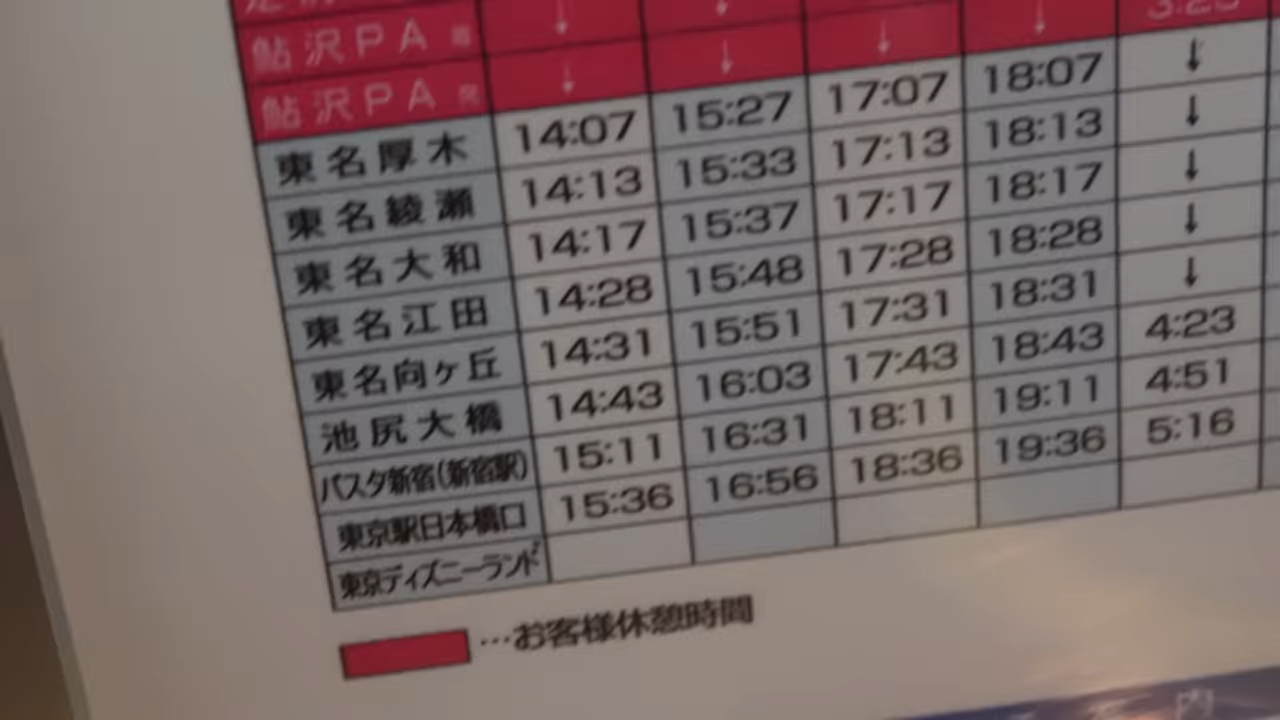 鮎沢PA 着 ↓ ↓ ↓ ↓ 3:25
鮎沢PA 発 ↓ ↓ ↓ ↓ ↓
東名厚木 14:07 15:27 17:07 18:07 ↓
東名綾瀬 14:13 15:33 17:13 18:13 ↓
東名大和 14:17 15:37 17:17 18:17 ↓
東名江田 14:28 15:48 17:28 18:28 ↓
東名向ヶ丘 14:31 15:51 17:31 18:31 ↓
池尻大橋 14:43 16:03 17:43 18:43 4:23
バスタ新宿(新宿駅) 15:11 16:31 18:11 19:11 4:51
東京駅日本橋口 15:36 16:56 18:36 19:36 5:16
東京ディズニーランド
…お客様休憩時間
内